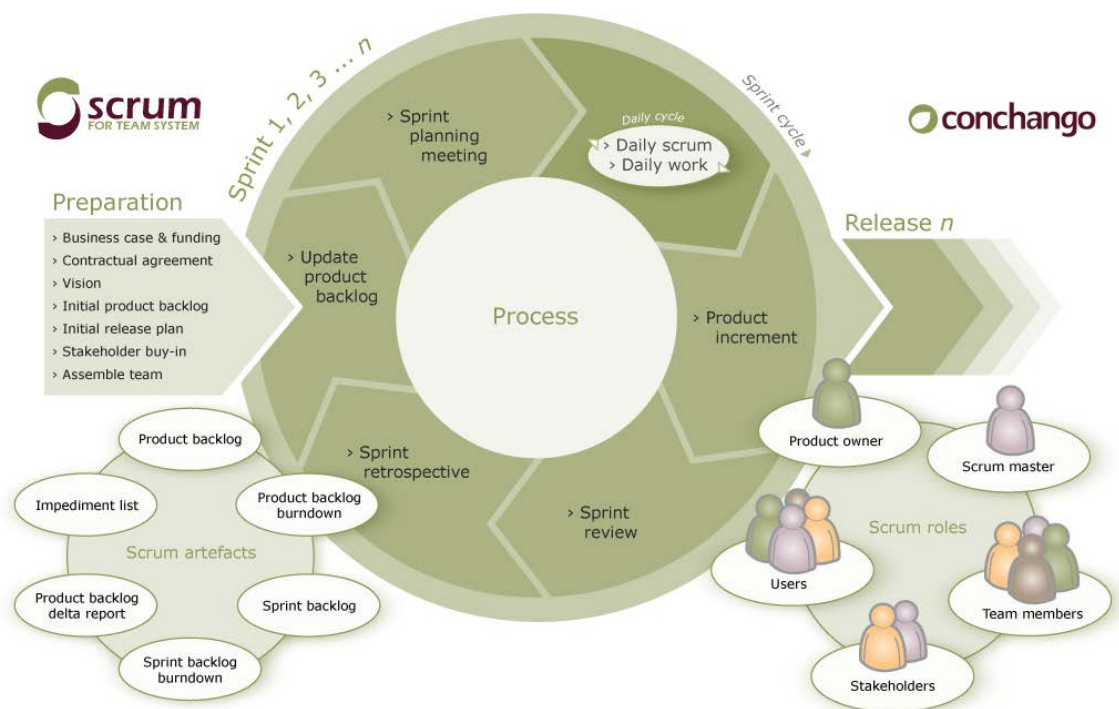 scrum
FOR TEAM SYSTEM
conchango
Sprint 1, 2, 3 ... n
Sprint cycle
Preparation
› Business case & funding
› Contractual agreement
› Vision
› Initial product backlog
› Initial release plan
› Stakeholder buy-in
› Assemble team
› Sprint
planning
meeting
Daily cycle
› Daily scrum
› Daily work
› Update
product
backlog
Process
› Product
increment
› Sprint
retrospective
› Sprint
review
Release n
Product backlog
Impediment list
Product backlog
burndown
Scrum artefacts
Product backlog
delta report
Sprint backlog
Sprint backlog
burndown
Product owner
Scrum master
Scrum roles
Users
Team members
Stakeholders